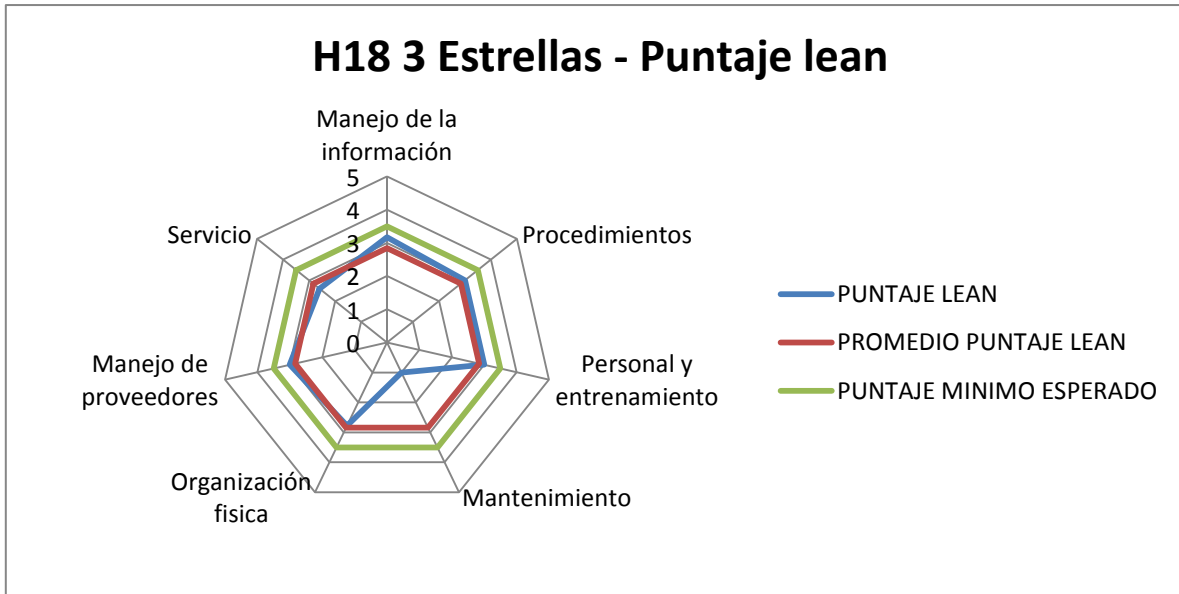 H18 3 Estrellas - Puntaje lean
Manejo de la
información
5
4
3
2
1
0
Procedimientos
Personal y
entrenamiento
Mantenimiento
Organización
fisica
Manejo de
proveedores
Servicio
PUNTAJE LEAN
PROMEDIO PUNTAJE LEAN
PUNTAJE MINIMO ESPERADO